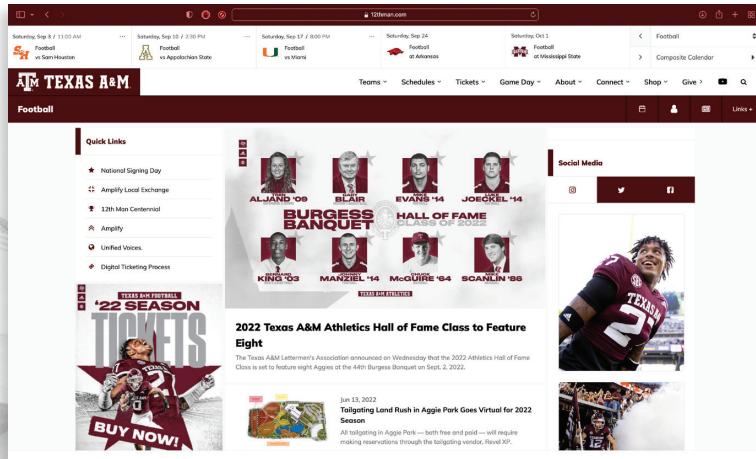 12thman.com
Saturday, Sep 3 / 11:00 AM
Football
vs Sam Houston
Saturday, Sep 10 / 2:30 PM
Football
vs Appalachian State
Saturday, Sep 17 / 8:00 PM
Football
vs Miami
Saturday, Sep 24
Football
at Arkansas
Saturday, Oct 1
Football
at Mississippi State
Football
Composite Calendar
TEXAS A&M
Teams
Schedules
Tickets
Game Day
About
Connect
Shop
Give
Football
Links +
Quick Links
National Signing Day
Amplify Local Exchange
12th Man Centennial
Amplify
Unified Voices.
Digital Ticketing Process
TEXAS A&M FOOTBALL
'22 SEASON
TICKETS
BUY NOW!
ALJAND '09
GARY
BLAIR
MIKE
EVANS '14
LUKE
JOECKEL '14
BURGESS
BANQUET
HALL OF FAME
CLASS OF 2022
BERNARD
KING '03
JOHNNY
MANZIEL '14
CHUCK
McGUIRE '64
MIKE
SCANLIN '86
TEXAS A&M ATHLETICS
2022 Texas A&M Athletics Hall of Fame Class to Feature
Eight
The Texas A&M Lettermen's Association announced on Wednesday that the 2022 Athletics Hall of Fame
Class is set to feature eight Aggies at the 44th Burgess Banquet on Sept. 2, 2022.
Jun 13, 2022
Tailgating Land Rush in Aggie Park Goes Virtual for 2022
Season
All tailgating in Aggie Park — both free and paid — will require
making reservations through the tailgating vendor, Revel XP.
Social Media
TEXAS A&M
12